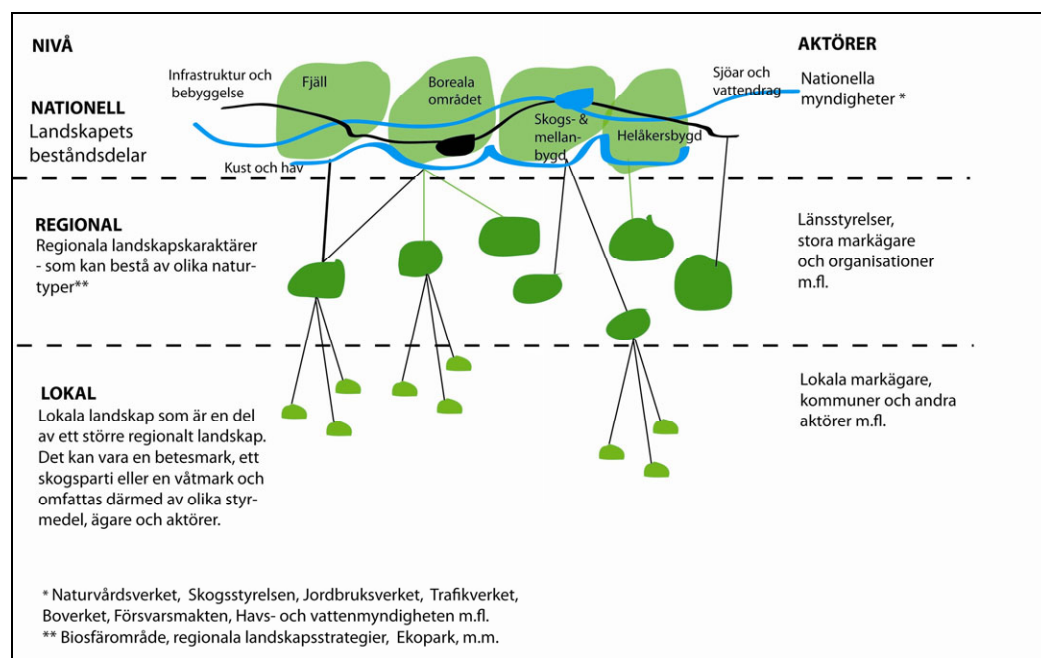 NIVÅ
AKTÖRER
Infrastruktur och
bebyggelse
Fjäll
Boreala
området
Sjöar och
vattendrag
Nationella
myndigheter *
NATIONELL
Landskapets
beståndsdelar
Skogs- &
mellan-
bygd
Helåkersbygd
Kust och hav
REGIONAL
Regionala landskapskaraktärer
- som kan bestå av olika natur-
typer**
Länsstyrelser,
stora markägare
och organisationer
m.fl.
LOKAL
Lokala landskap som är en del
av ett större regionalt landskap.
Det kan vara en betesmark, ett
skogsparti eller en våtmark och
omfattas därmed av olika styr-
medel, ägare och aktörer.
Lokala markägare,
kommuner och andra
aktörer m.fl.
* Naturvårdsverket, Skogsstyrelsen, Jordbruksverket, Trafikverket,
Boverket, Försvarsmakten, Havs- och vattenmyndigheten m.fl.
** Biosfärområde, regionala landskapsstrategier, Ekopark, m.m.